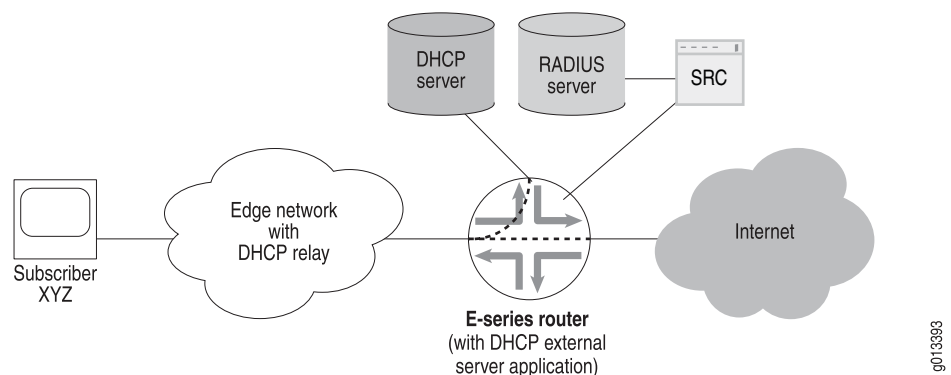 DHCP
server
RADIUS
server
SRC
Edge network
with
DHCP relay
Internet
Subscriber
XYZ
E-series router
(with DHCP external
server application)
g013393